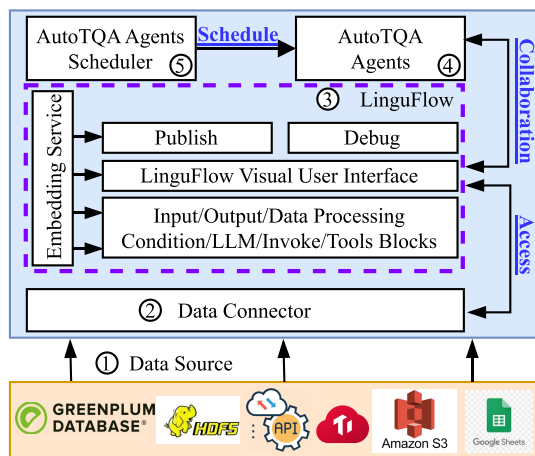 AutoTQA Agents
Scheduler
⑤
Schedule
AutoTQA
Agents
④
Collaboration
③ LinguFlow
Embedding Service
Publish
Debug
LinguFlow Visual User Interface
Input/Output/Data Processing
Condition/LLM/Invoke/Tools Blocks
Access
② Data Connector
① Data Source
GREENPLUM
DATABASE®
HDFS
API
Amazon S3
Google Sheets